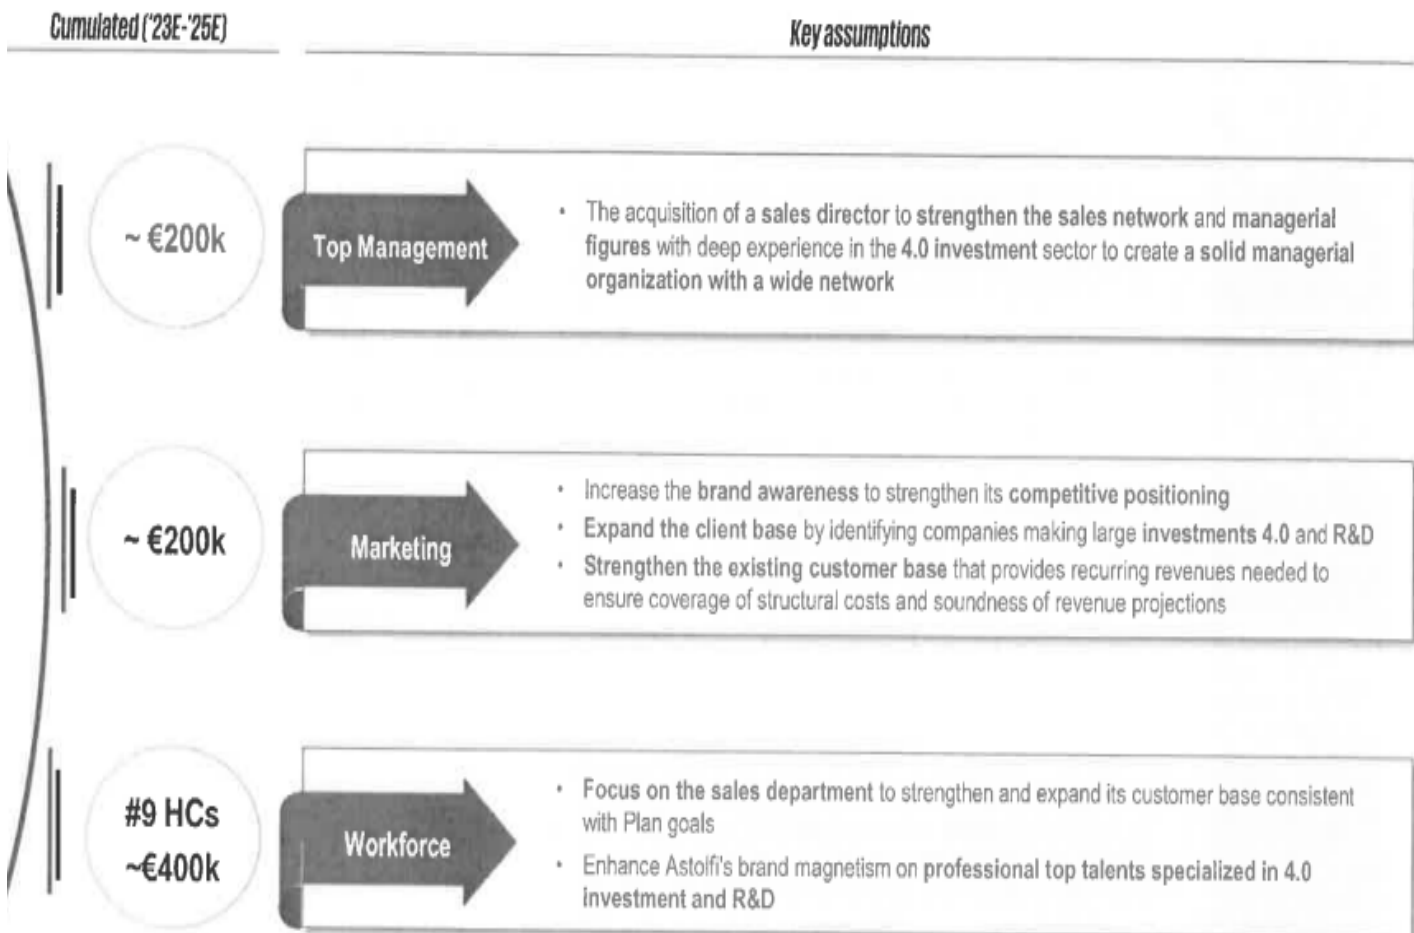 Cumulated ('23E-'25E)
Key assumptions
~ €200k
Top Management
• The acquisition of a sales director to strengthen the sales network and managerial
figures with deep experience in the 4.0 investment sector to create a solid managerial
organization with a wide network
~ €200k
Marketing
• Increase the brand awareness to strengthen its competitive positioning
• Expand the client base by identifying companies making large investments 4.0 and R&D
• Strengthen the existing customer base that provides recurring revenues needed to
ensure coverage of structural costs and soundness of revenue projections
#9 HCs
~€400k
Workforce
• Focus on the sales department to strengthen and expand its customer base consistent
with Plan goals
• Enhance Astolfi's brand magnetism on professional top talents specialized in 4.0
investment and R&D